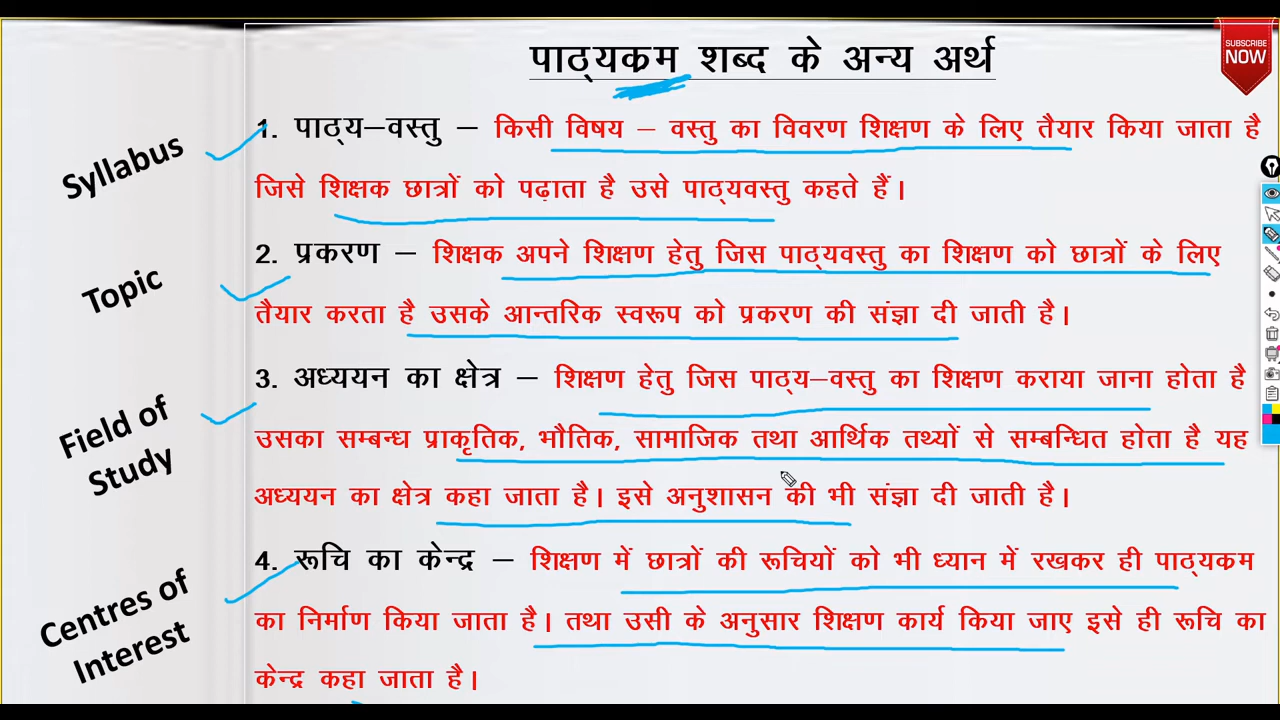 पाठ्यक्रम शब्द के अन्य अर्थ
SUBSCRIBE
NOW
Syllabus
1. पाठ्य–वस्तु – किसी विषय – वस्तु का विवरण शिक्षण के लिए तैयार किया जाता है
जिसे शिक्षक छात्रों को पढ़ाता है उसे पाठ्यवस्तु कहते हैं।
Topic
2. प्रकरण – शिक्षक अपने शिक्षण हेतु जिस पाठ्यवस्तु का शिक्षण को छात्रों के लिए
तैयार करता है उसके आन्तरिक स्वरूप को प्रकरण की संज्ञा दी जाती है।
Field of
Study
3. अध्ययन का क्षेत्र – शिक्षण हेतु जिस पाठ्य–वस्तु का शिक्षण कराया जाना होता है
उसका सम्बन्ध प्राकृतिक, भौतिक, सामाजिक तथा आर्थिक तथ्यों से सम्बन्धित होता है यह
अध्ययन का क्षेत्र कहा जाता है। इसे अनुशासन की भी संज्ञा दी जाती है।
Centres of
Interest
4. रूचि का केन्द्र – शिक्षण में छात्रों की रूचियों को भी ध्यान में रखकर ही पाठ्यक्रम
का निर्माण किया जाता है। तथा उसी के अनुसार शिक्षण कार्य किया जाए इसे ही रूचि का
केन्द्र कहा जाता है।